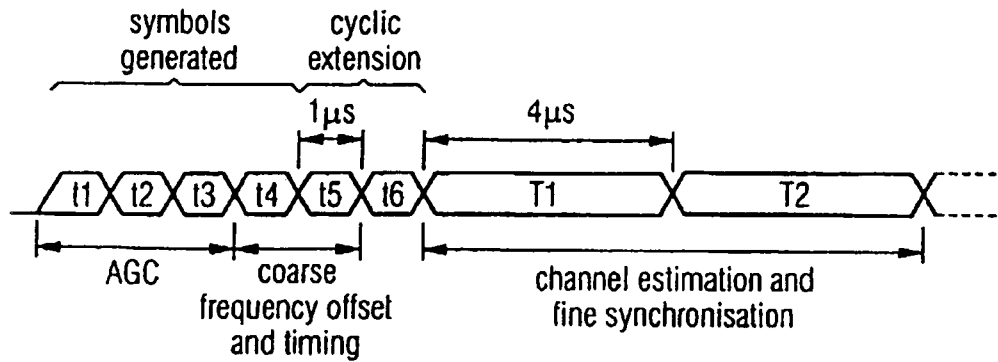 symbols
generated
cyclic
extension
1μs
4μs
t1 t2 t3 t4 t5 t6 T1 T2
AGC
coarse
frequency offset
and timing
channel estimation and
fine synchronisation